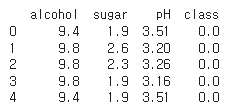 alcohol sugar pH class
0 9.4 1.9 3.51 0.0
1 9.8 2.6 3.20 0.0
2 9.8 2.3 3.26 0.0
3 9.8 1.9 3.16 0.0
4 9.4 1.9 3.51 0.0